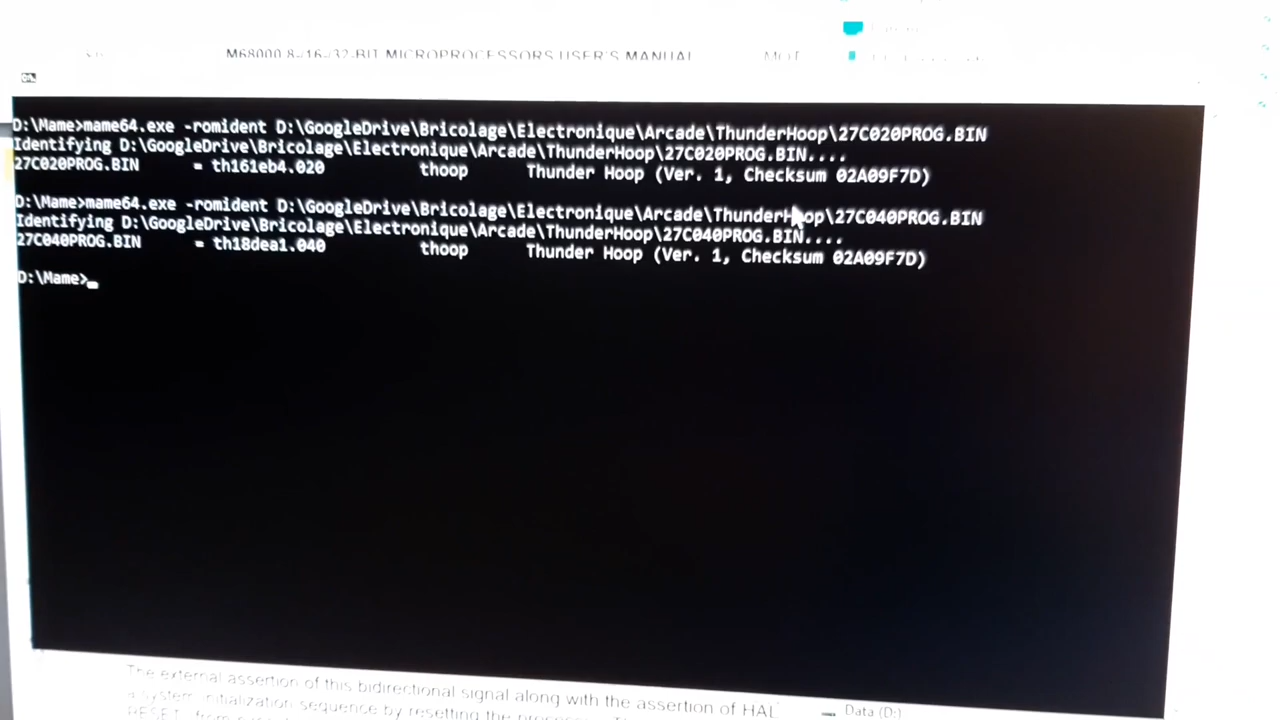 M68000 8-/16-/32-BIT MICROPROCESSORS USER'S MANUAL
D:\Mame>mame64.exe -romident D:\GoogleDrive\Bricolage\Electronique\Arcade\ThunderHoop\27C020PROG.BIN
Identifying D:\GoogleDrive\Bricolage\Electronique\Arcade\ThunderHoop\27C020PROG.BIN....
27C020PROG.BIN = th161eb4.020 thoop Thunder Hoop (Ver. 1, Checksum 02A09F7D)
D:\Mame>mame64.exe -romident D:\GoogleDrive\Bricolage\Electronique\Arcade\ThunderHoop\27C040PROG.BIN
Identifying D:\GoogleDrive\Bricolage\Electronique\Arcade\ThunderHoop\27C040PROG.BIN....
27C040PROG.BIN = th18dea1.040 thoop Thunder Hoop (Ver. 1, Checksum 02A09F7D)
D:\Mame>
The external assertion of this bidirectional signal along with the assertion of HAL
a system initialization sequence by resetting the
RESET
Data (D:)